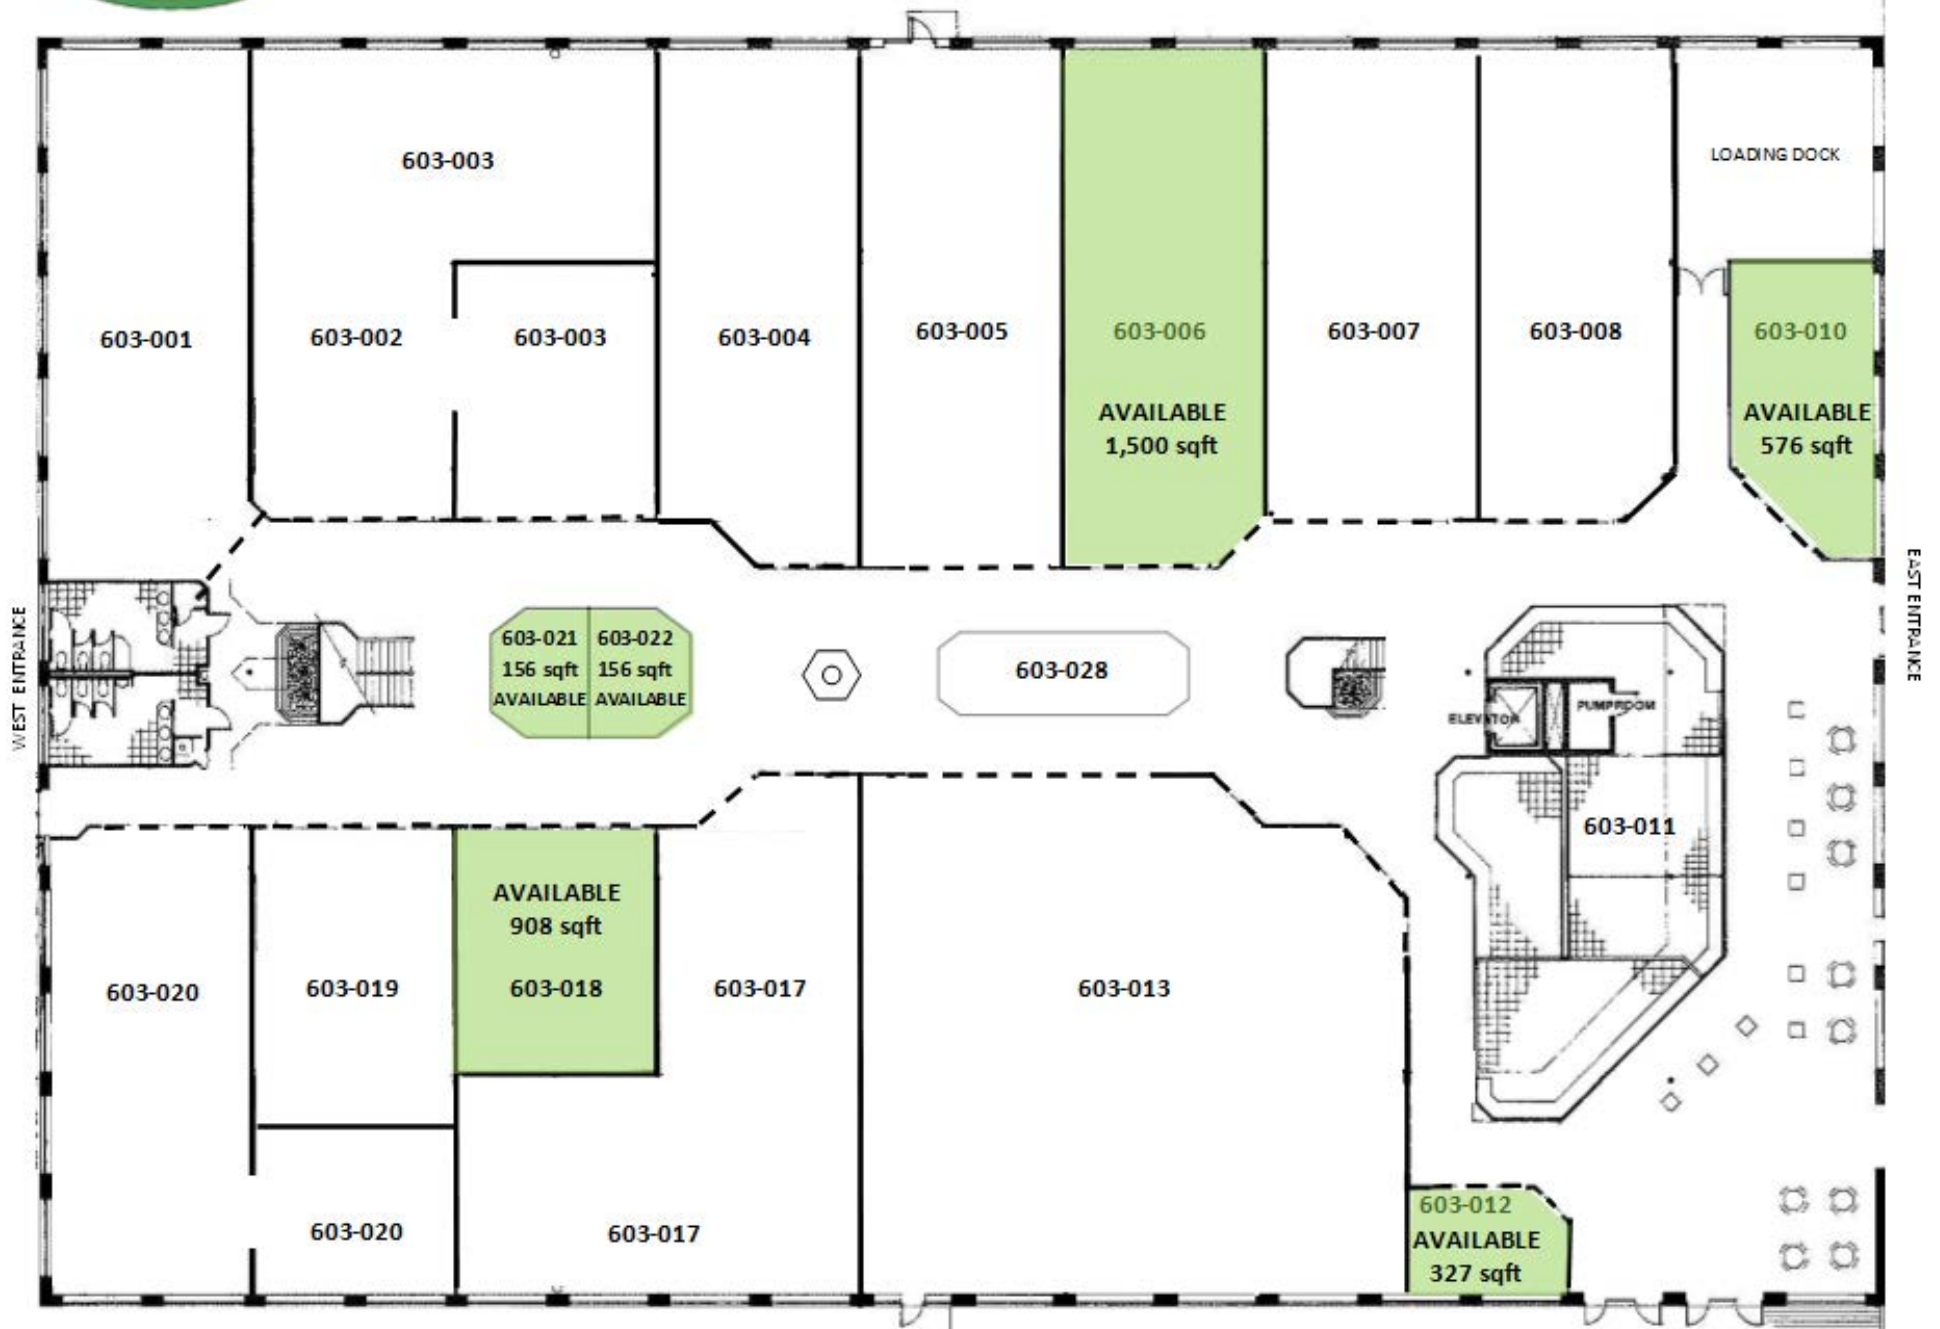 603-003
LOADING DOCK
603-001
603-002
603-003
603-004
603-005
603-006
AVAILABLE
1,500 sqft
603-007
603-008
603-010
AVAILABLE
576 sqft
WEST ENTRANCE
EAST ENTRANCE
603-021
156 sqft
AVAILABLE
603-022
156 sqft
AVAILABLE
603-028
ELEVATOR
PUMPROOM
603-011
AVAILABLE
908 sqft
603-018
603-020
603-019
603-017
603-013
603-020
603-017
603-012
AVAILABLE
327 sqft